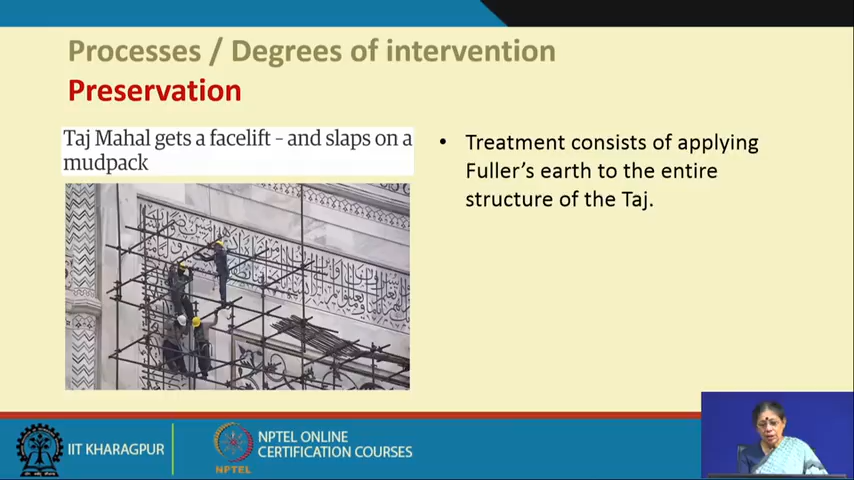 Processes / Degrees of intervention
Preservation
Taj Mahal gets a facelift – and slaps on a
mudpack
• Treatment consists of applying
Fuller's earth to the entire
structure of the Taj.
IIT KHARAGPUR
NPTEL
NPTEL ONLINE
CERTIFICATION COURSES